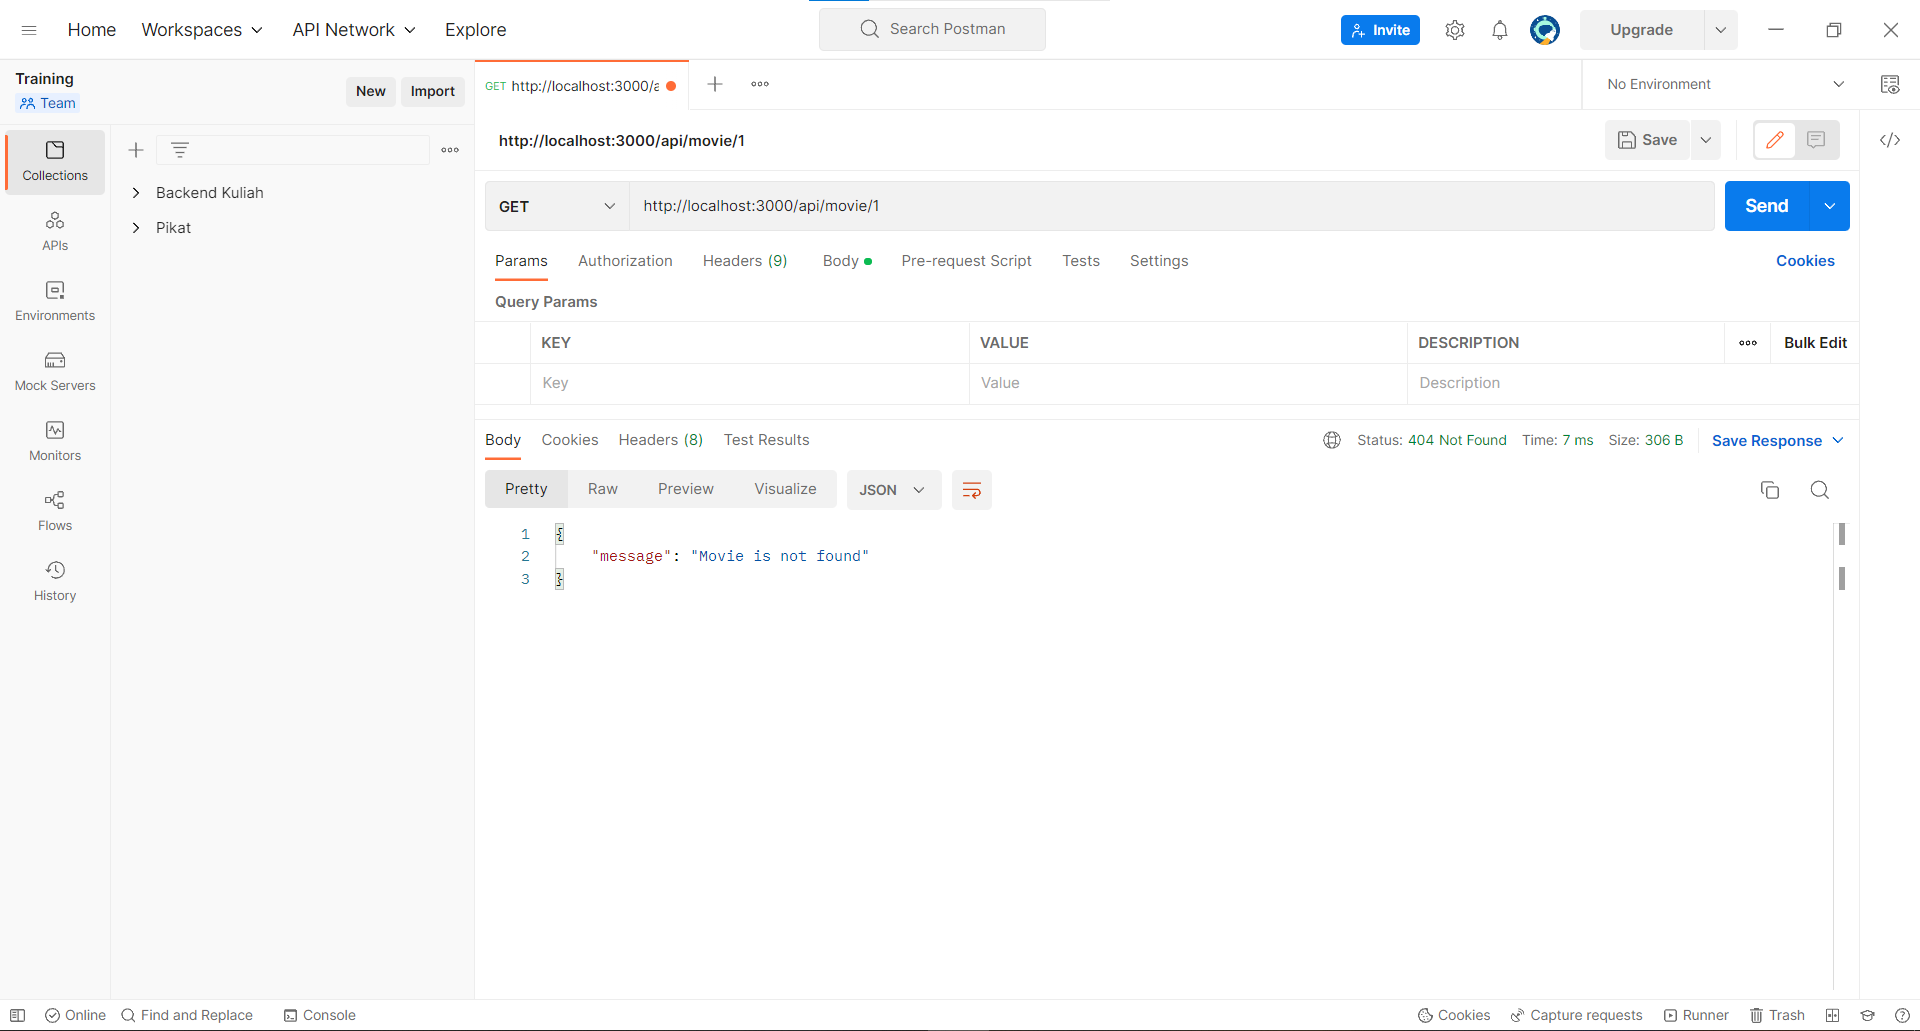 Home Workspaces API Network Explore Search Postman Invite Upgrade
Training
Team
New Import
GET http://localhost:3000/a
No Environment
Collections
APIs
Environments
Mock Servers
Monitors
Flows
History
Backend Kuliah
Pikat
http://localhost:3000/api/movie/1
Save
GET http://localhost:3000/api/movie/1 Send
Params Authorization Headers (9) Body Pre-request Script Tests Settings Cookies
Query Params
KEY VALUE DESCRIPTION Bulk Edit
Key Value Description
Body Cookies Headers (8) Test Results Status: 404 Not Found Time: 7 ms Size: 306 B Save Response
Pretty Raw Preview Visualize JSON
1 {
2 "message": "Movie is not found"
3 }
Online Find and Replace Console Cookies Capture requests Runner Trash